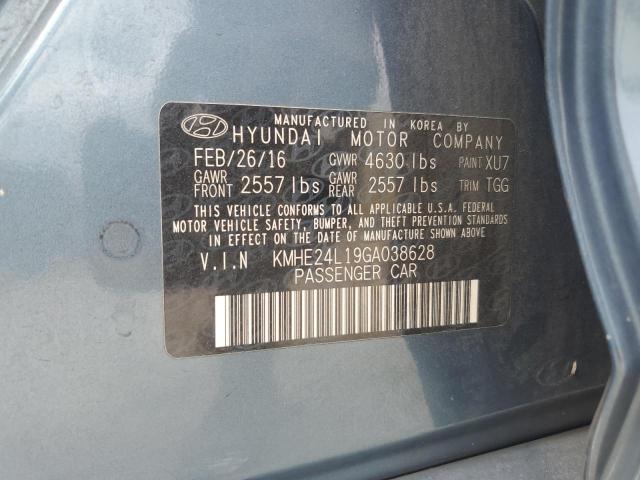 MANUFACTURED IN KOREA BY
HYUNDAI MOTOR COMPANY
FEB/26/16 GVWR 4630 lbs PAINT XU7
GAWR FRONT 2557 lbs GAWR REAR 2557 lbs TRIM TGG
THIS VEHICLE CONFORMS TO ALL APPLICABLE U.S.A. FEDERAL
MOTOR VEHICLE SAFETY, BUMPER, AND THEFT PREVENTION STANDARDS
IN EFFECT ON THE DATE OF MANUFACTURE SHOWN ABOVE.
V.I.N KMHE24L19GA038628
PASSENGER CAR